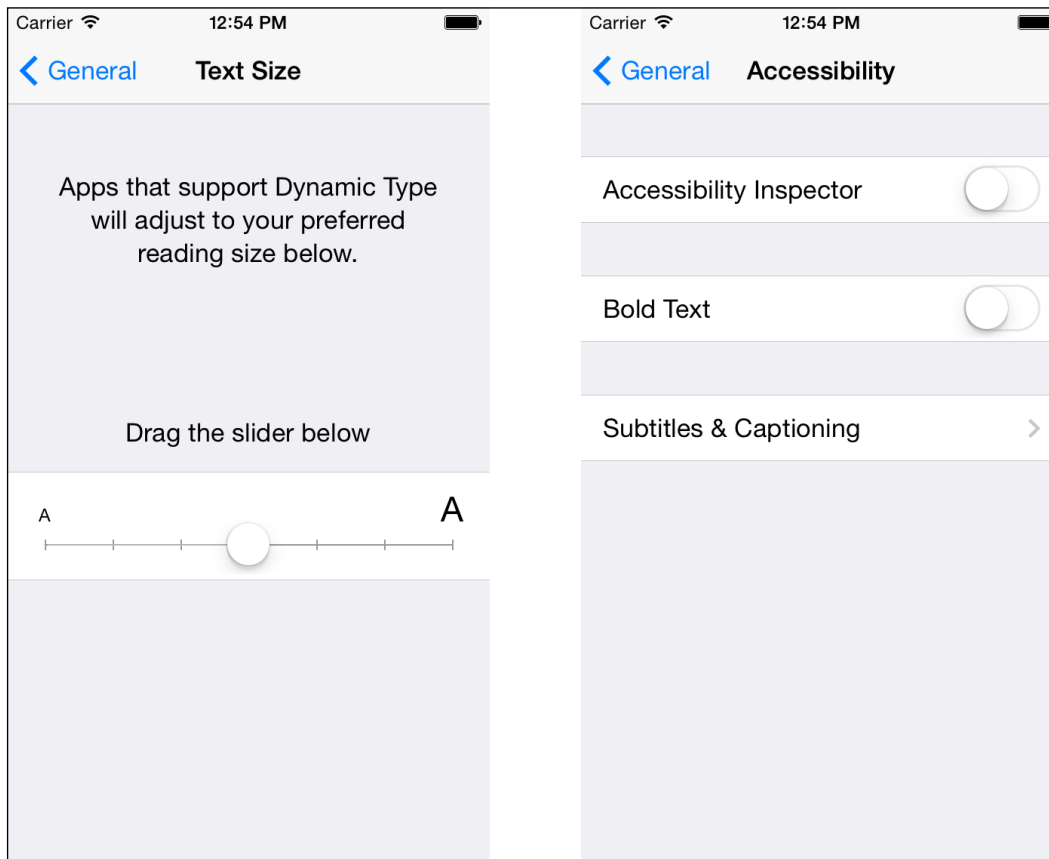 Carrier 12:54 PM
General Text Size
Apps that support Dynamic Type
will adjust to your preferred
reading size below.
Drag the slider below
A A
Carrier 12:54 PM
General Accessibility
Accessibility Inspector
Bold Text
Subtitles & Captioning